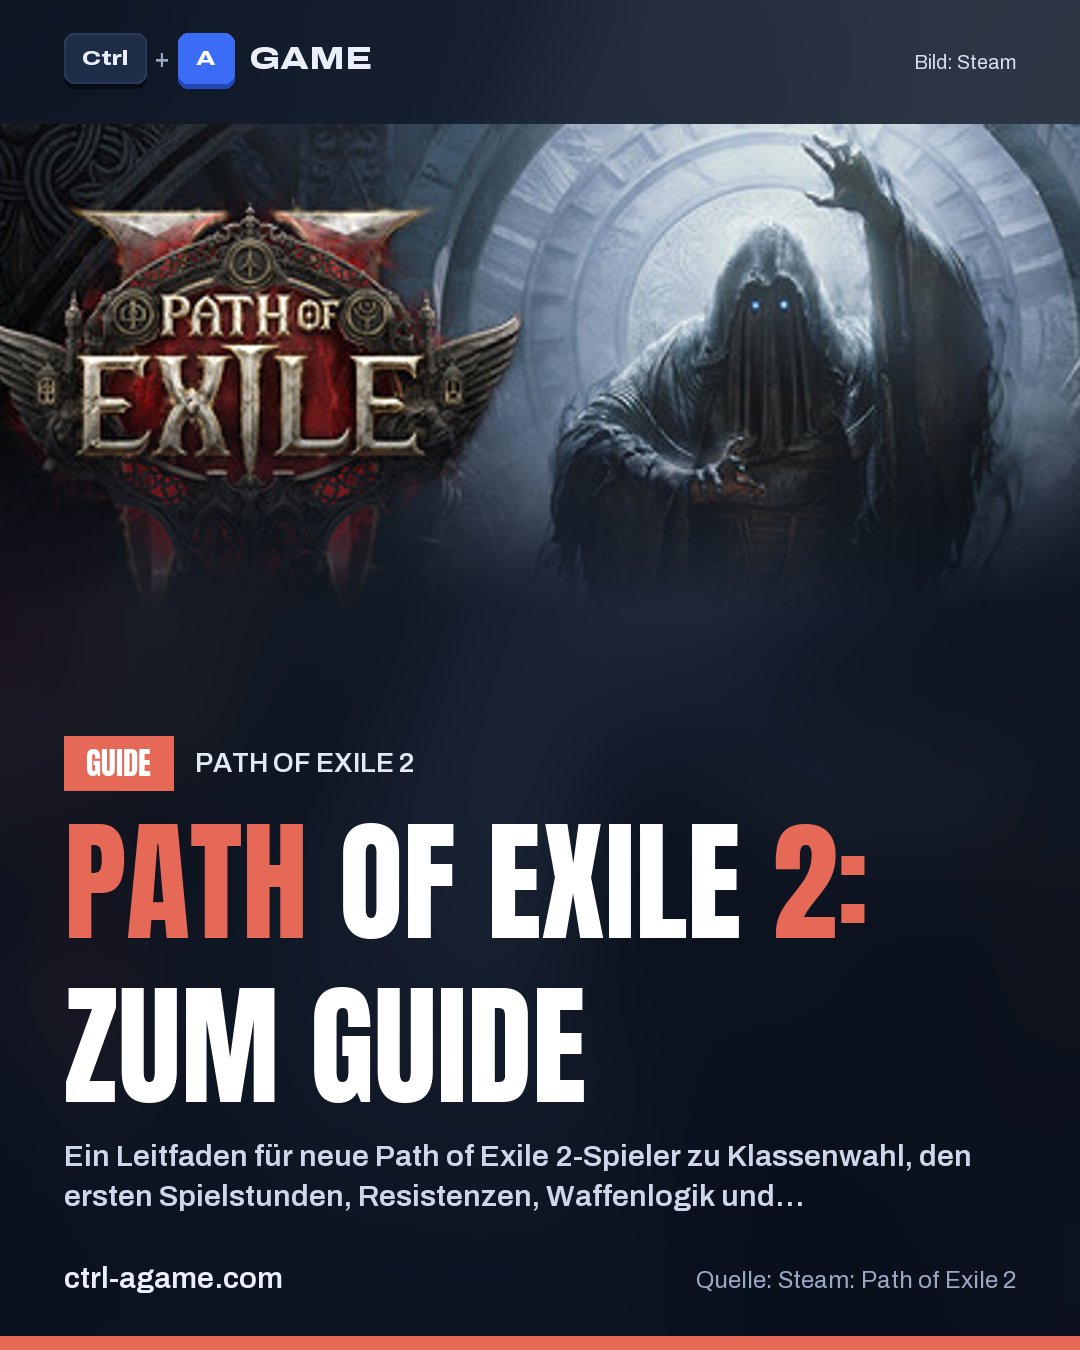 Ctrl + A GAME
Bild: Steam
PATH OF
EXILE
GUIDE PATH OF EXILE 2
PATH OF EXILE 2:
ZUM GUIDE
Ein Leitfaden für neue Path of Exile 2-Spieler zu Klassenwahl, den
ersten Spielstunden, Resistenzen, Waffenlogik und...
ctrl-agame.com
Quelle: Steam: Path of Exile 2